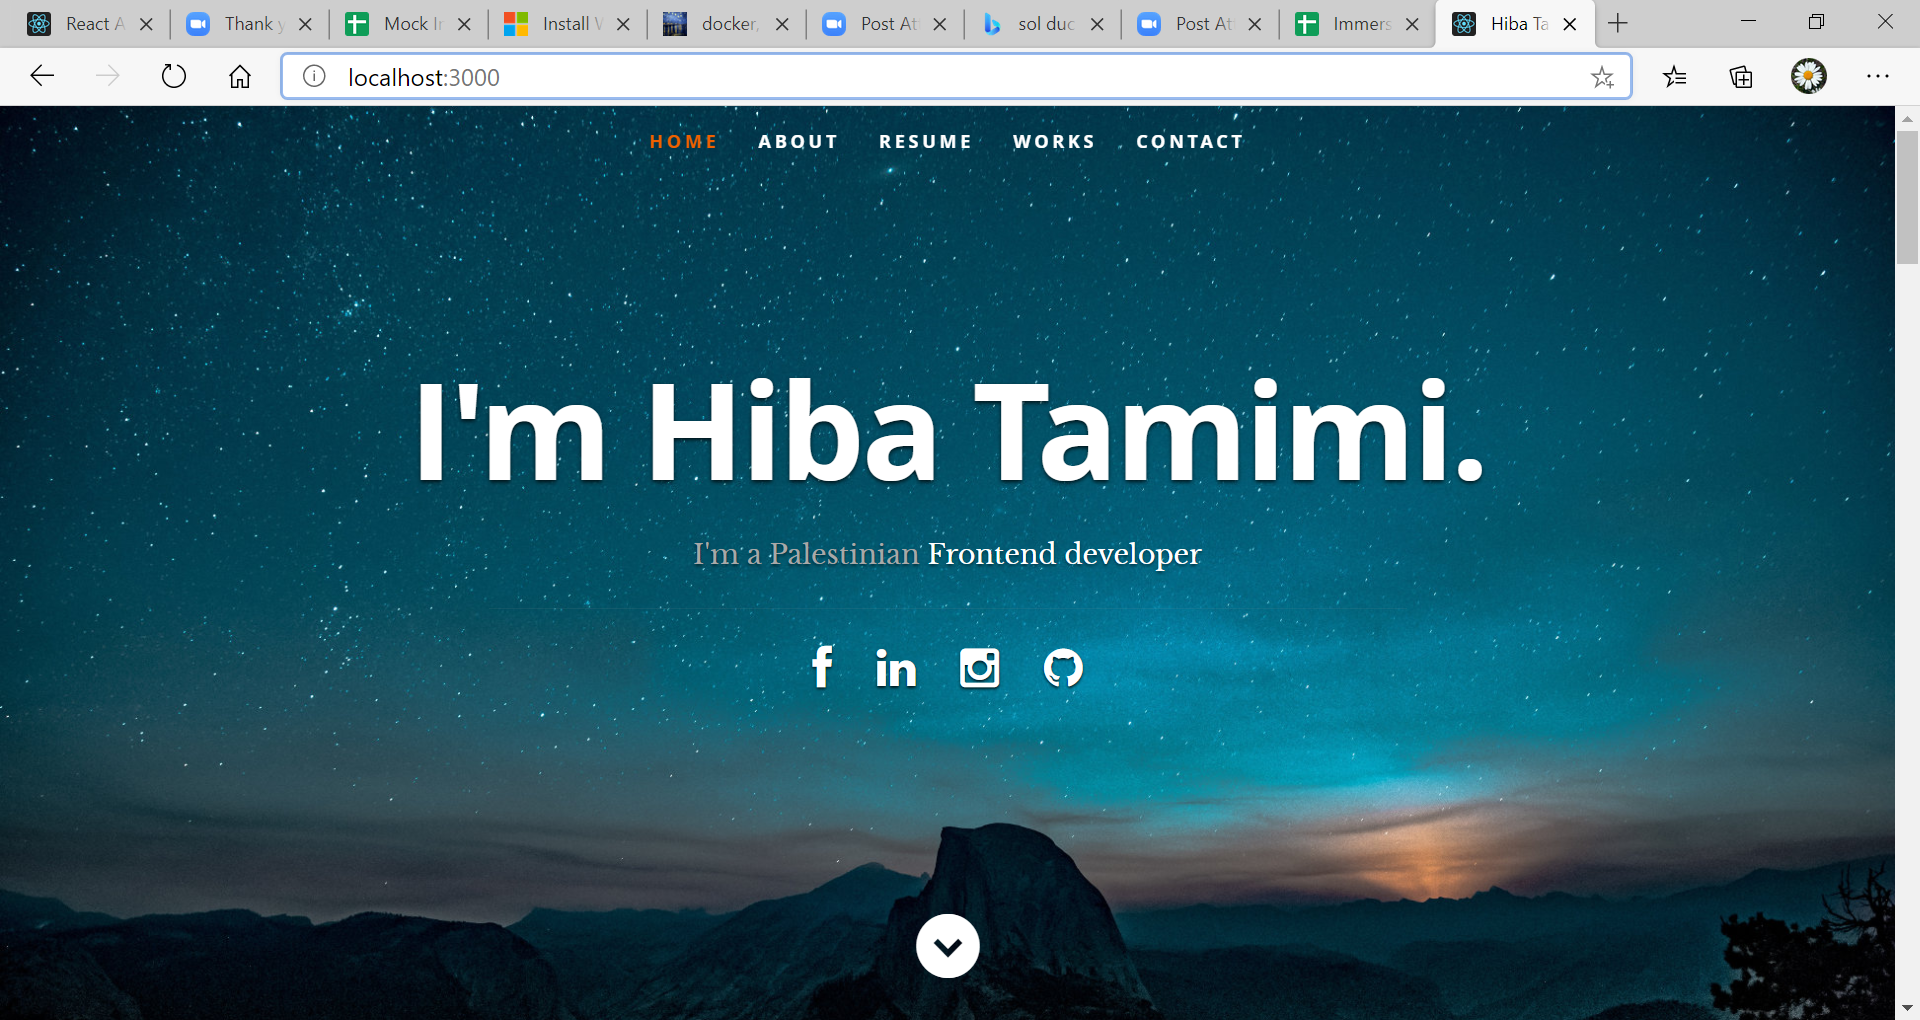 React A Thank y Mock In Install W docker, Post At sol duc Post At Immers Hiba Ta
localhost:3000
HOME ABOUT RESUME WORKS CONTACT
I'm Hiba Tamimi.
I'm a Palestinian Frontend developer